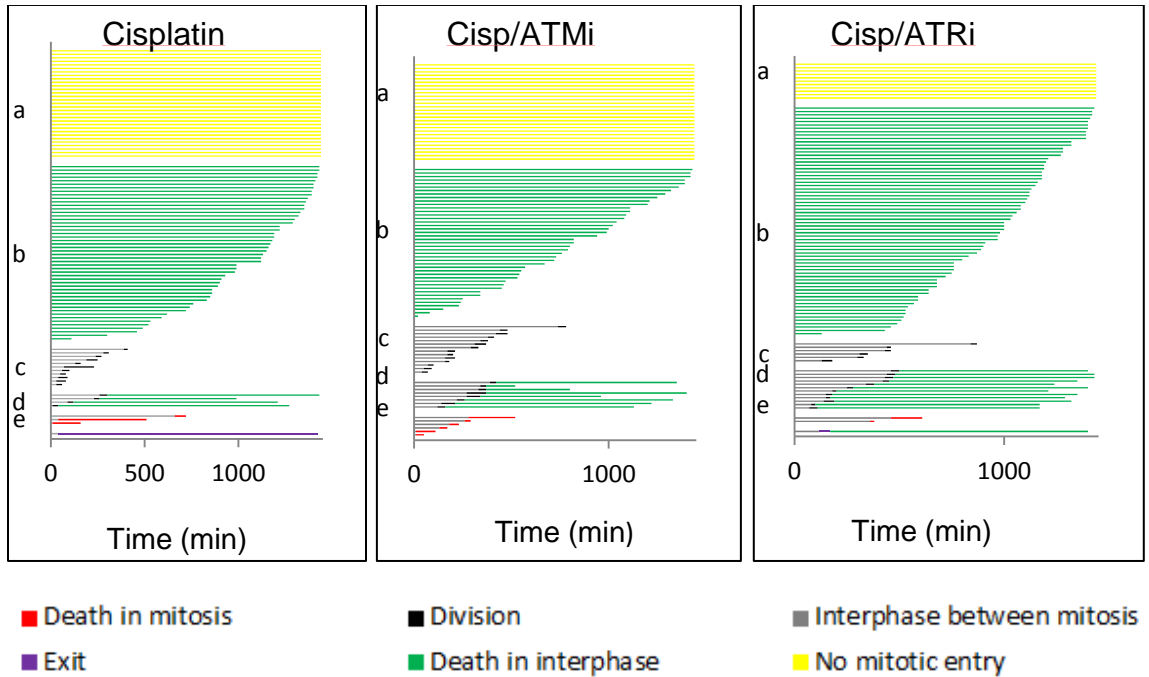 Cisplatin
a
b
c
d
e
0 500 1000
Time (min)
Cisp/ATMi
a
b
c
d
e
0 1000
Time (min)
Cisp/ATRi
a
b
c
d
e
0 1000
Time (min)
Death in mitosis
Division
Interphase between mitosis
Exit
Death in interphase
No mitotic entry